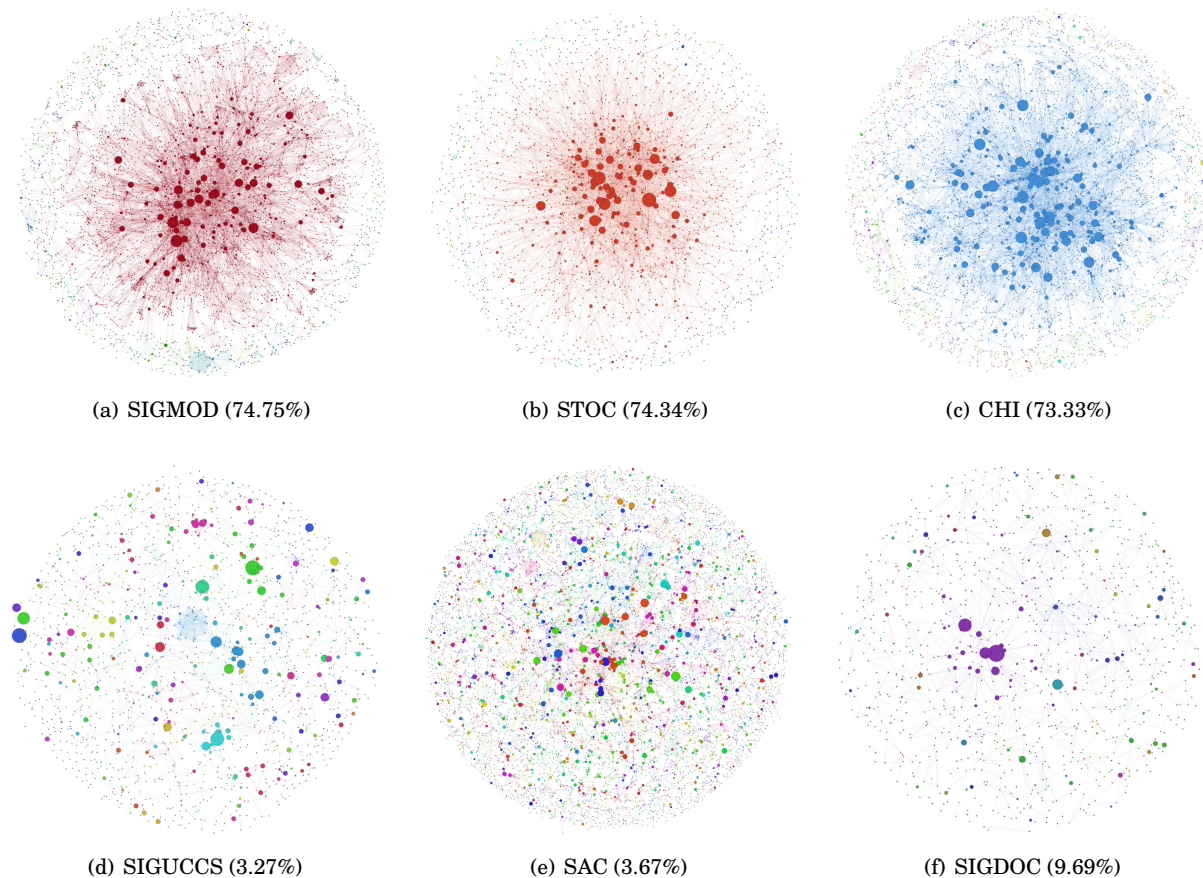 (a) SIGMOD (74.75%)
(b) STOC (74.34%)
(c) CHI (73.33%)
(d) SIGUCCS (3.27%)
(e) SAC (3.67%)
(f) SIGDOC (9.69%)